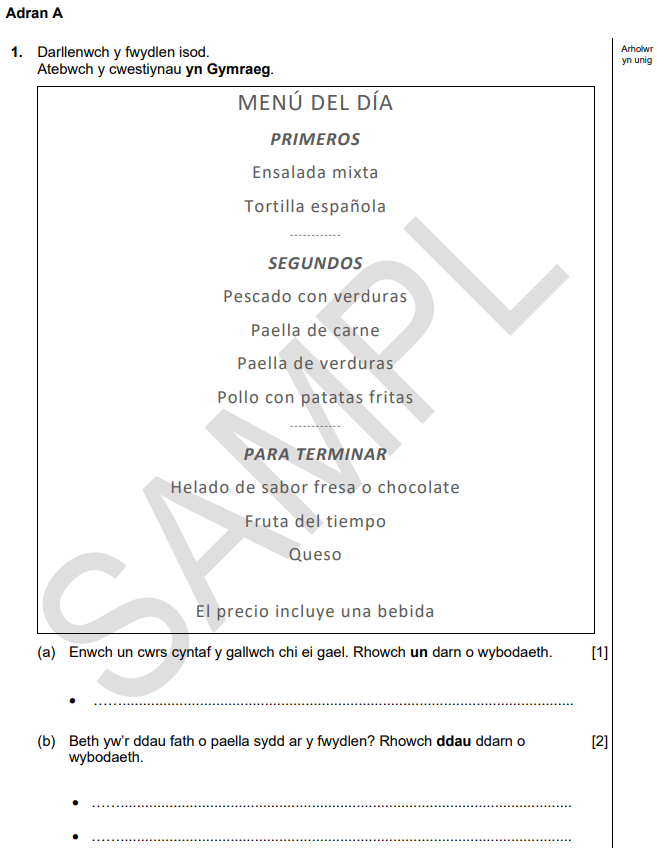 Adran A
1. Darllenwch y fwydlen isod.
Atebwch y cwestiynau yn Gymraeg.
Arholwr
yn unig
MENÚ DEL DÍA
PRIMEROS
Ensalada mixta
Tortilla española
------------
SEGUNDOS
Pescado con verduras
Paella de carne
Paella de verduras
Pollo con patatas fritas
------------
PARA TERMINAR
Helado de sabor fresa o chocolate
Fruta del tiempo
Queso
El precio incluye una bebida
SAMPL
(a) Enwch un cwrs cyntaf y gallwch chi ei gael. Rhowch un darn o wybodaeth. [1]
• ……............................................................
(b) Beth yw'r ddau fath o paella sydd ar y fwydlen? Rhowch ddau ddarn o [2]
wybodaeth.
• ……............................................................
• ……............................................................